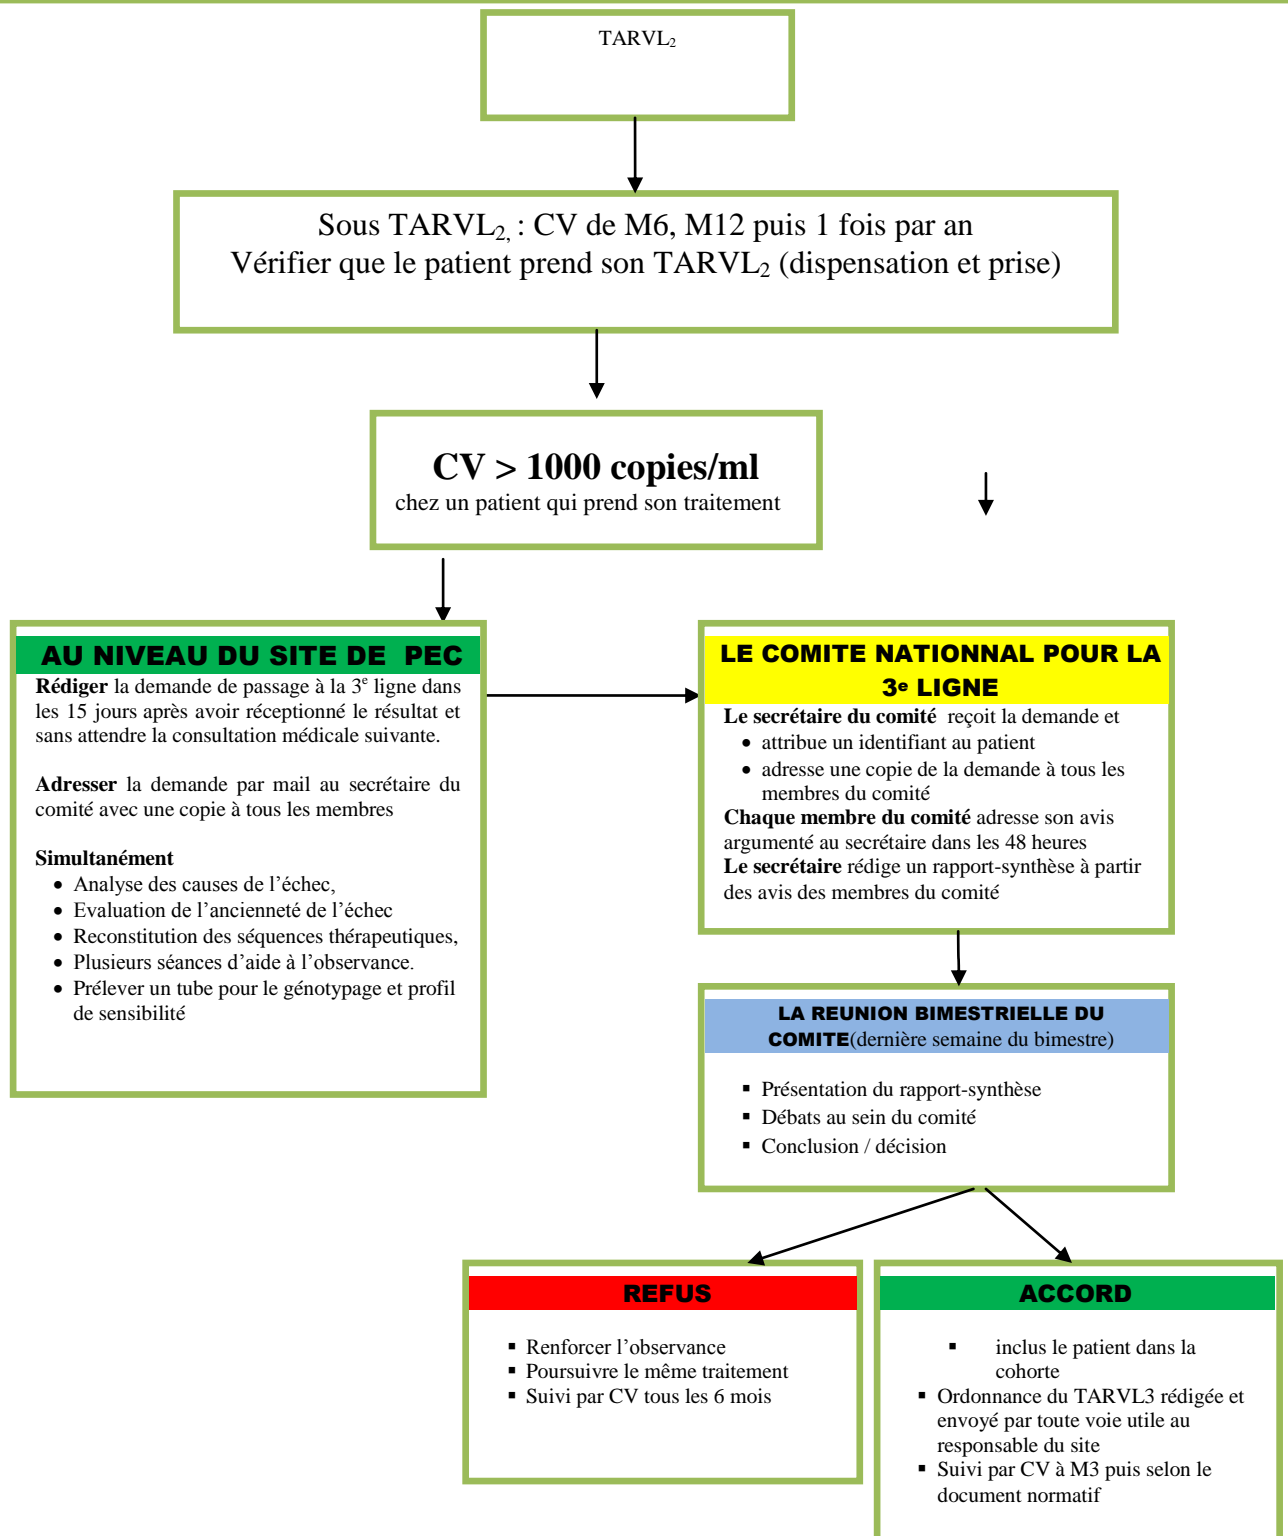 TARVL₂
Sous TARVL₂, : CV de M6, M12 puis 1 fois par an
Vérifier que le patient prend son TARVL₂ (dispensation et prise)
CV > 1000 copies/ml
chez un patient qui prend son traitement
AU NIVEAU DU SITE DE PEC
Rédiger la demande de passage à la 3ᵉ ligne dans
les 15 jours après avoir réceptionné le résultat et
sans attendre la consultation médicale suivante.
Adresser la demande par mail au secrétaire du
comité avec une copie à tous les membres
Simultanément
• Analyse des causes de l’échec,
• Evaluation de l’ancienneté de l’échec
• Reconstitution des séquences thérapeutiques,
• Plusieurs séances d’aide à l’observance.
• Prélever un tube pour le génotypage et profil
de sensibilité
LE COMITE NATIONNAL POUR LA
3ᵉ LIGNE
Le secrétaire du comité reçoit la demande et
• attribue un identifiant au patient
• adresse une copie de la demande à tous les
membres du comité
Chaque membre du comité adresse son avis
argumenté au secrétaire dans les 48 heures
Le secrétaire rédige un rapport-synthèse à partir
des avis des membres du comité
LA REUNION BIMESTRIELLE DU
COMITE(dernière semaine du bimestre)
▪ Présentation du rapport-synthèse
▪ Débats au sein du comité
▪ Conclusion / décision
REFUS
▪ Renforcer l’observance
▪ Poursuivre le même traitement
▪ Suivi par CV tous les 6 mois
ACCORD
▪ inclus le patient dans la
cohorte
▪ Ordonnance du TARVL3 rédigée et
envoyé par toute voie utile au
responsable du site
▪ Suivi par CV à M3 puis selon le
document normatif